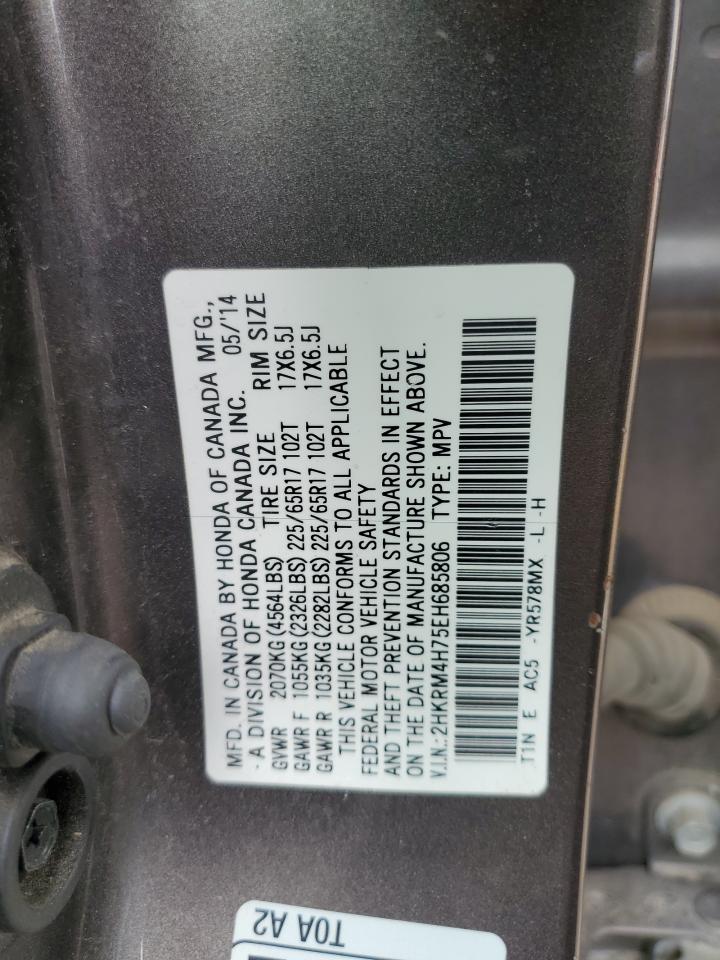 MFD. IN CANADA BY HONDA OF CANADA MFG.,
- A DIVISION OF HONDA CANADA INC. 05/'14
GVWR 2070KG (4564LBS) TIRE SIZE RIM SIZE
GAWR F 1055KG (2326LBS) 225/65R17 102T 17X6.5J
GAWR R 1035KG (2282LBS) 225/65R17 102T 17X6.5J
THIS VEHICLE CONFORMS TO ALL APPLICABLE
FEDERAL MOTOR VEHICLE SAFETY
AND THEFT PREVENTION STANDARDS IN EFFECT
ON THE DATE OF MANUFACTURE SHOWN ABOVE.
V.I.N.: 2HKRM4H75EH685806 TYPE: MPV
T1N E AC5 -YR578MX -L -H
T0A A2